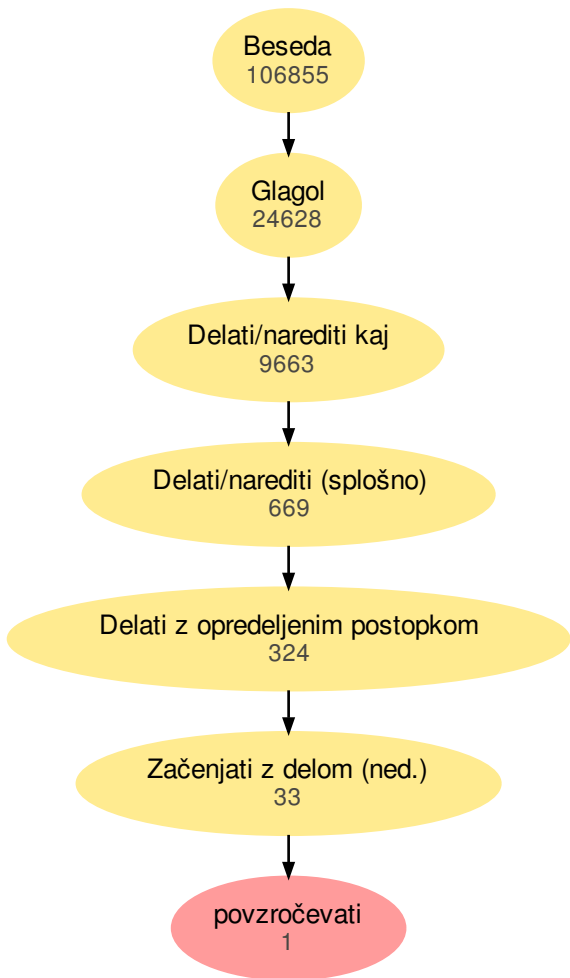 Beseda
106855
Glagol
24628
Delati/narediti kaj
9663
Delati/narediti (splošno)
669
Delati z opredeljenim postopkom
324
Začenjati z delom (ned.)
33
povzročevati
1